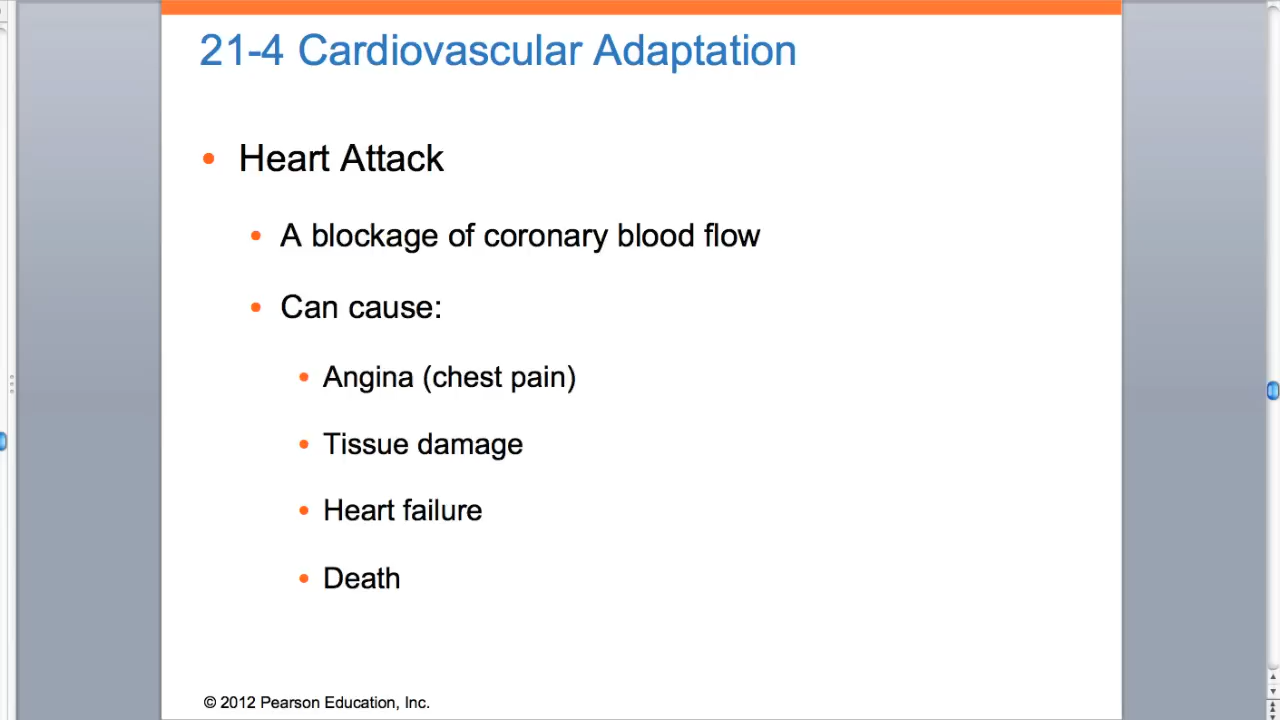 21-4 Cardiovascular Adaptation
• Heart Attack
• A blockage of coronary blood flow
• Can cause:
• Angina (chest pain)
• Tissue damage
• Heart failure
• Death
© 2012 Pearson Education, Inc.